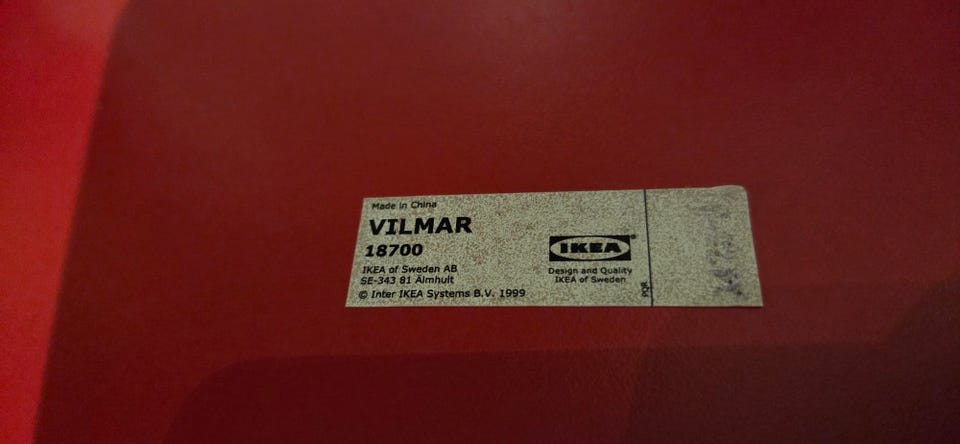 Made in China
VILMAR
18700
IKEA of Sweden AB
SE-343 81 Älmhult
© Inter IKEA Systems B.V. 1999
IKEA®
Design and Quality
IKEA of Sweden
PQR